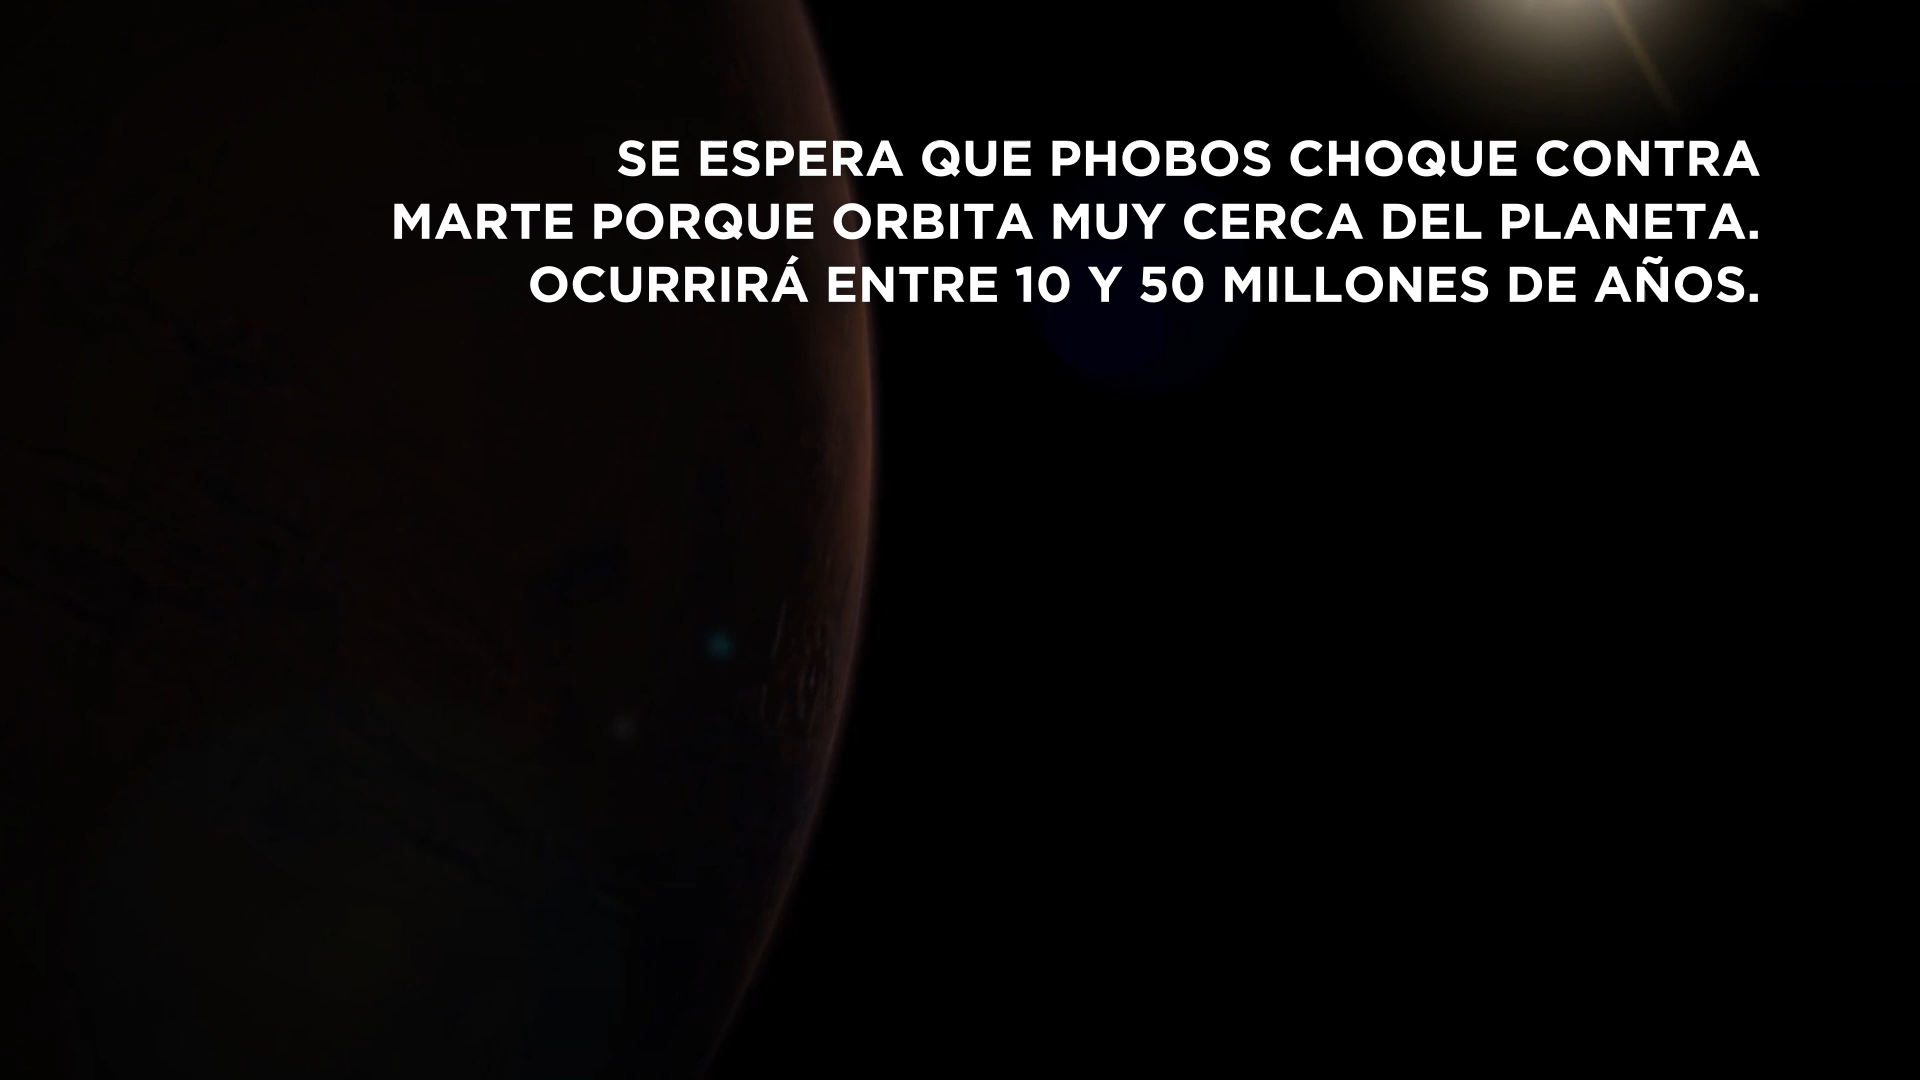 SE ESPERA QUE PHOBOS CHOQUE CONTRA
MARTE PORQUE ORBITA MUY CERCA DEL PLANETA.
OCURRIRÁ ENTRE 10 Y 50 MILLONES DE AÑOS.